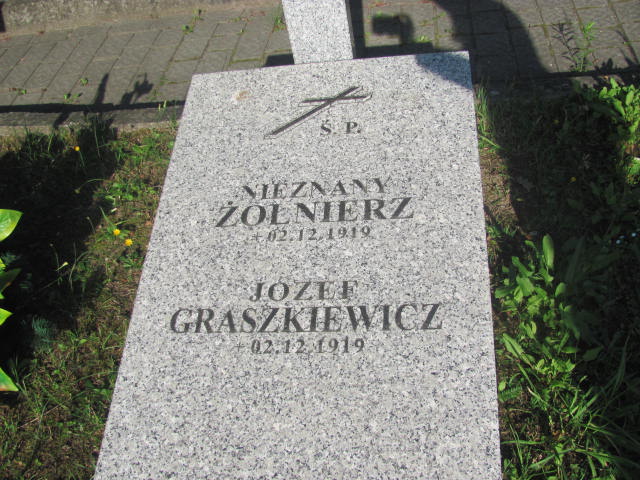 Ś. P.
NIEZNANY
ŻOŁNIERZ
+02.12.1919
JÓZEF
GRASZKIEWICZ
+02.12.1919